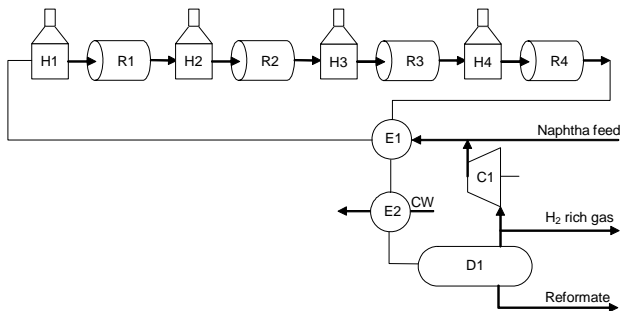 H1 R1 H2 R2 H3 R3 H4 R4
E1
Naphtha feed
C1
E2
CW
H₂ rich gas
D1
Reformate